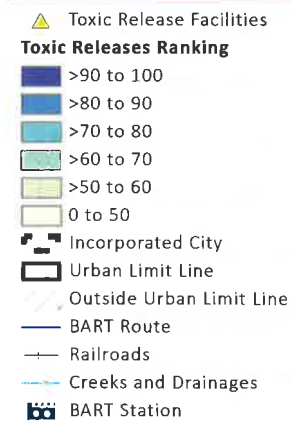 Toxic Release Facilities
Toxic Releases Ranking
>90 to 100
>80 to 90
>70 to 80
>60 to 70
>50 to 60
0 to 50
Incorporated City
Urban Limit Line
Outside Urban Limit Line
BART Route
Railroads
Creeks and Drainages
BART Station